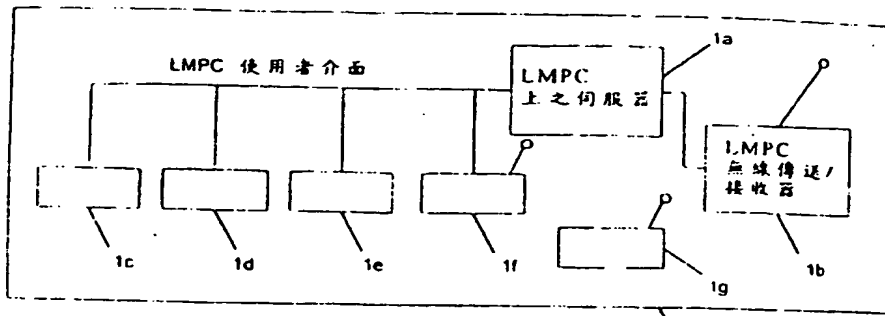 1a
LMPC 使用者介面
LMPC
上之伺服器
LMPC
無線傳送/
接收器
1c
1d
1e
1f
1g
1b